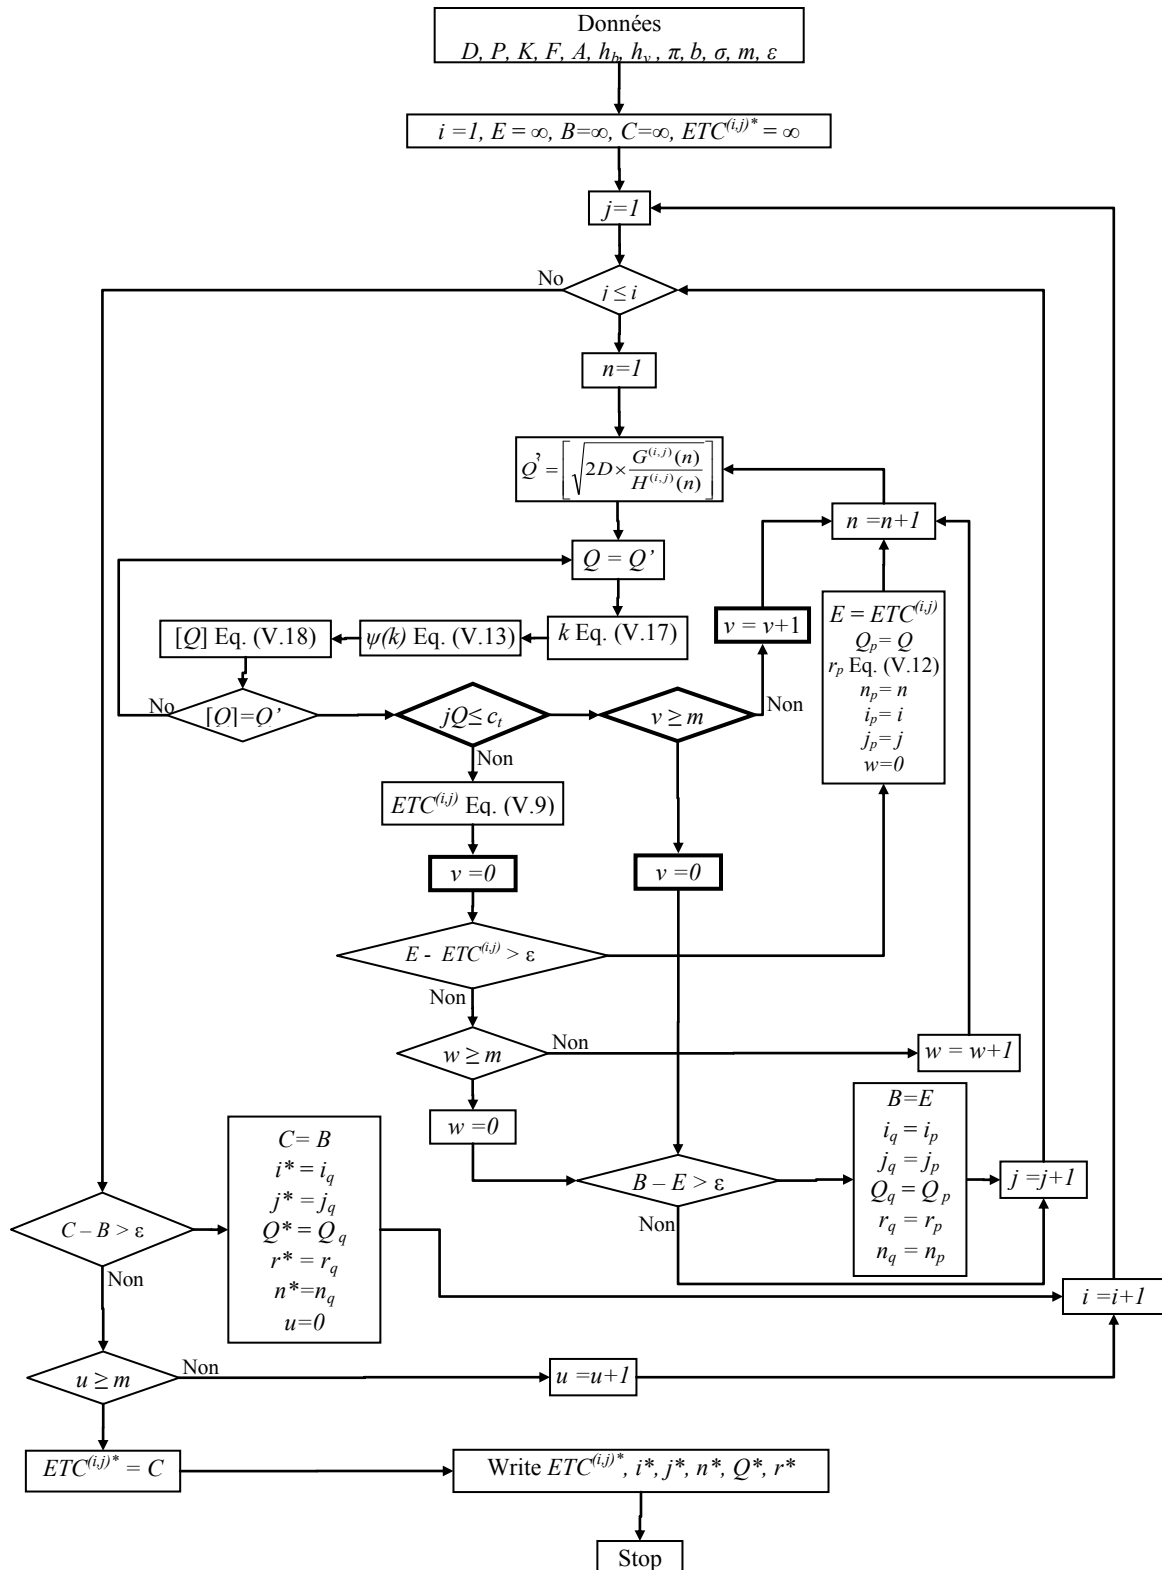 Données
D, P, K, F, A, h_b, h_v, π, b, σ, m, ε
i =1, E = ∞, B=∞, C=∞, ETC^(i,j)* = ∞
j=1
No
j ≤ i
n=1
Q' = [√(2D × G^(i,j)(n) / H^(i,j)(n))]
n =n+1
Q = Q'
v = v+1
E = ETC^(i,j)
Q_p = Q
r_p Eq. (V.12)
n_p = n
i_p = i
j_p = j
w=0
[Q] Eq. (V.18)
ψ(k) Eq. (V.13)
k Eq. (V.17)
No
[Q]=Q'
jQ ≤ c_t
v ≥ m
Non
Non
ETC^(i,j) Eq. (V.9)
v =0
v =0
E - ETC^(i,j) > ε
Non
w ≥ m
Non
w = w+1
w =0
B – E > ε
Non
B=E
i_q = i_p
j_q = j_p
Q_q = Q_p
r_q = r_p
n_q = n_p
j =j+1
C – B > ε
Non
C= B
i* = i_q
j* = j_q
Q* = Q_q
r* = r_q
n*=n_q
u=0
i =i+1
u ≥ m
Non
u =u+1
ETC^(i,j)* = C
Write ETC^(i,j)*, i*, j*, n*, Q*, r*
Stop